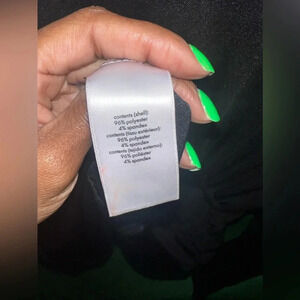 contents (shell):
96% polyester
4% spandex
contents (tissu extérieur):
96% polyester
4% spandex
contents (tejido externo):
96% poliéster
4% spandex